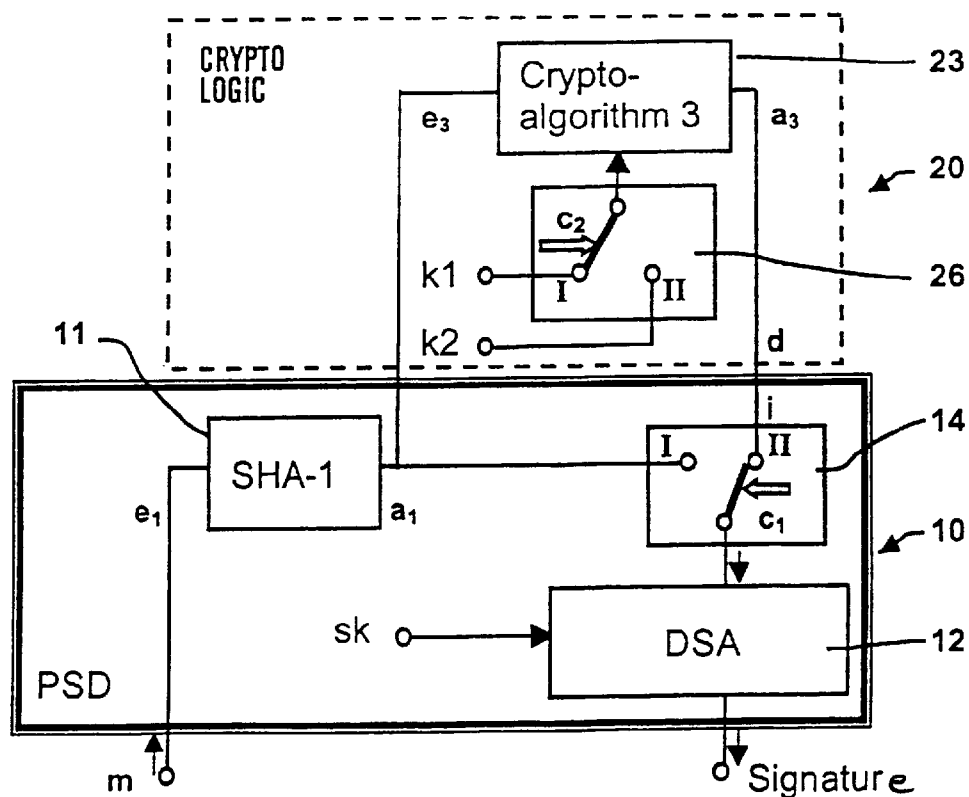 CRYPTO
LOGIC
Crypto-
algorithm 3
23
e3
a3
20
c2
k1
I
II
26
k2
11
d
i
14
I
II
SHA-1
e1
a1
c1
10
sk
DSA
12
PSD
m
Signature